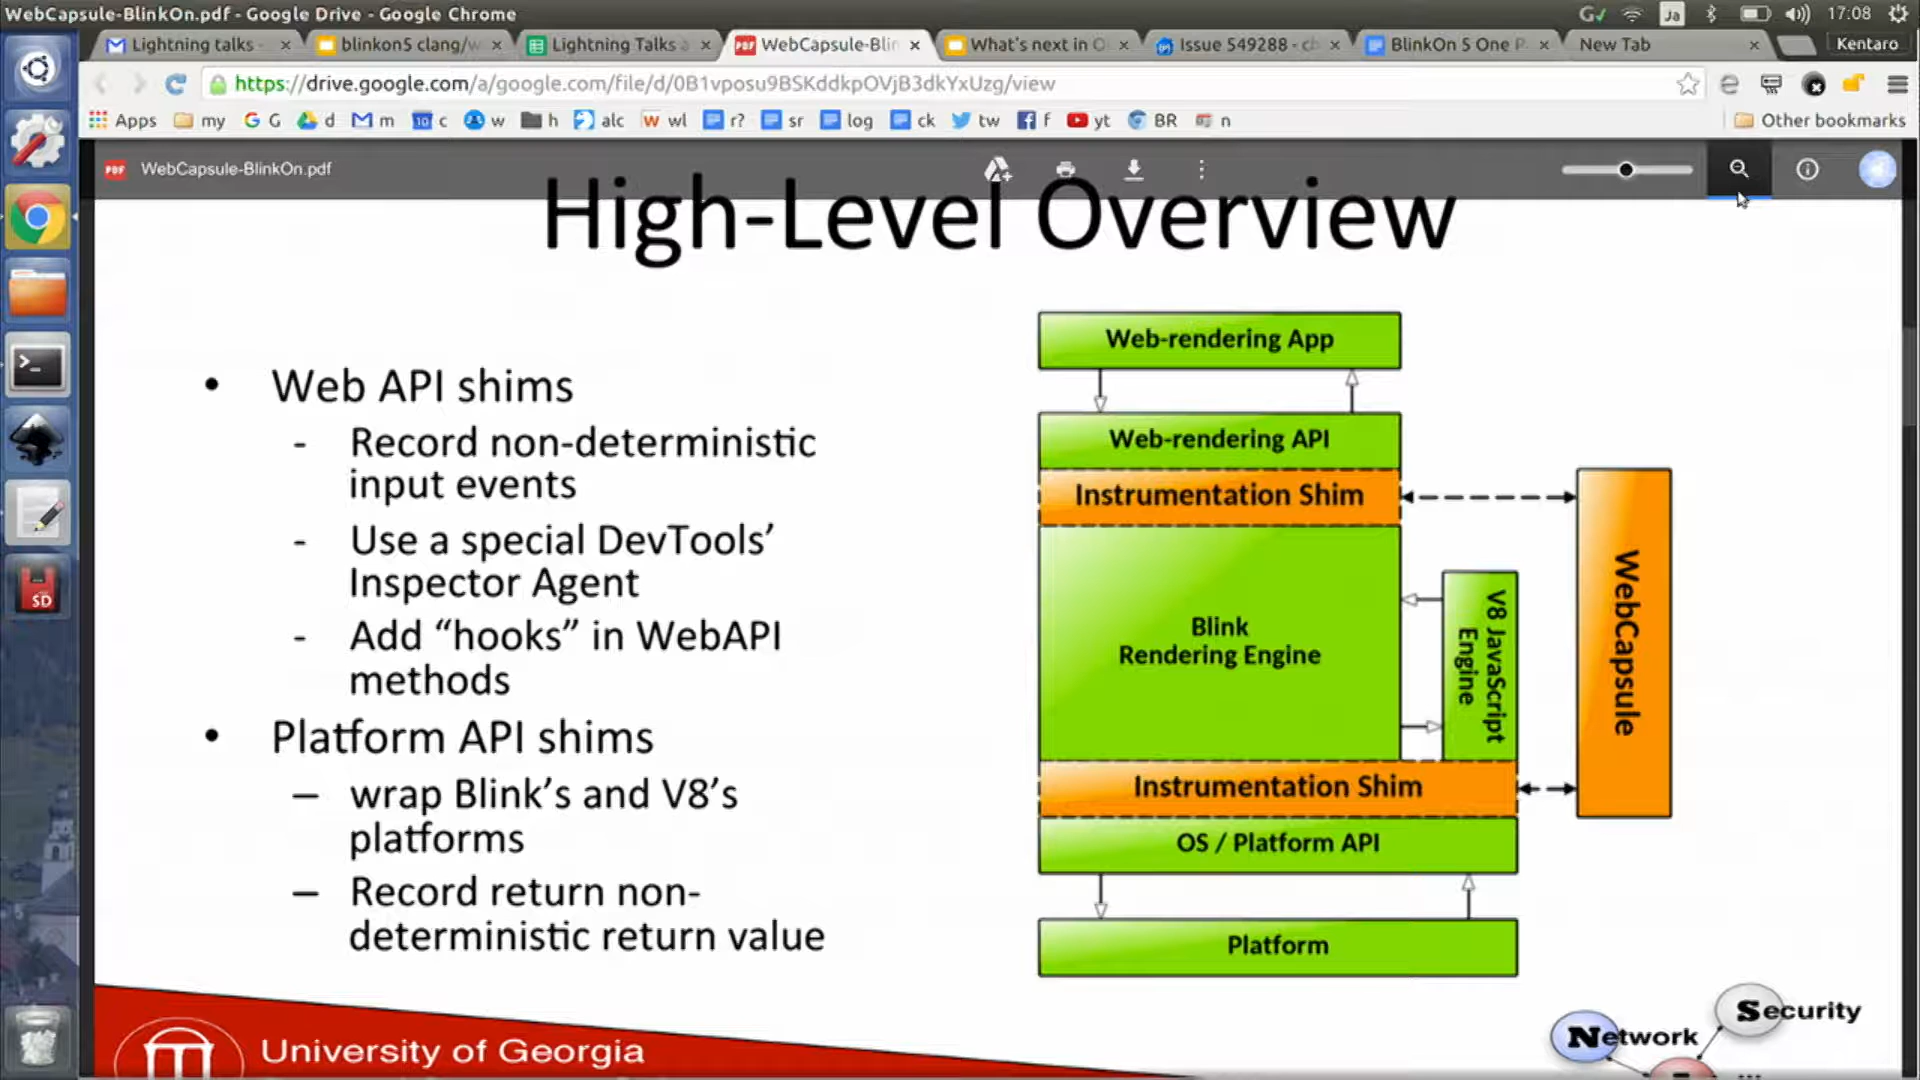 WebCapsule-BlinkOn.pdf - Google Drive - Google Chrome
Ja
17:08
Lightning talks
blinkon5 clang/w
Lightning Talks
WebCapsule-Blin
What's next in
Issue 549288 - c
BlinkOn 5 One P
New Tab
Kentaro
https://drive.google.com/a/google.com/file/d/0B1vposu9BSKddkpOVjB3dkYxUzg/view
Apps
my
G
d
m
c
w
h
alc
wl
r?
sr
log
ck
tw
f
yt
BR
n
Other bookmarks
PDF
WebCapsule-BlinkOn.pdf
High-Level Overview
• Web API shims
- Record non-deterministic
input events
- Use a special DevTools’
Inspector Agent
- Add “hooks” in WebAPI
methods
• Platform API shims
– wrap Blink’s and V8’s
platforms
– Record return non-
deterministic return value
Web-rendering App
Web-rendering API
Instrumentation Shim
Blink
Rendering Engine
V8 JavaScript
Engine
WebCapsule
Instrumentation Shim
OS / Platform API
Platform
SD
University of Georgia
Network
Security